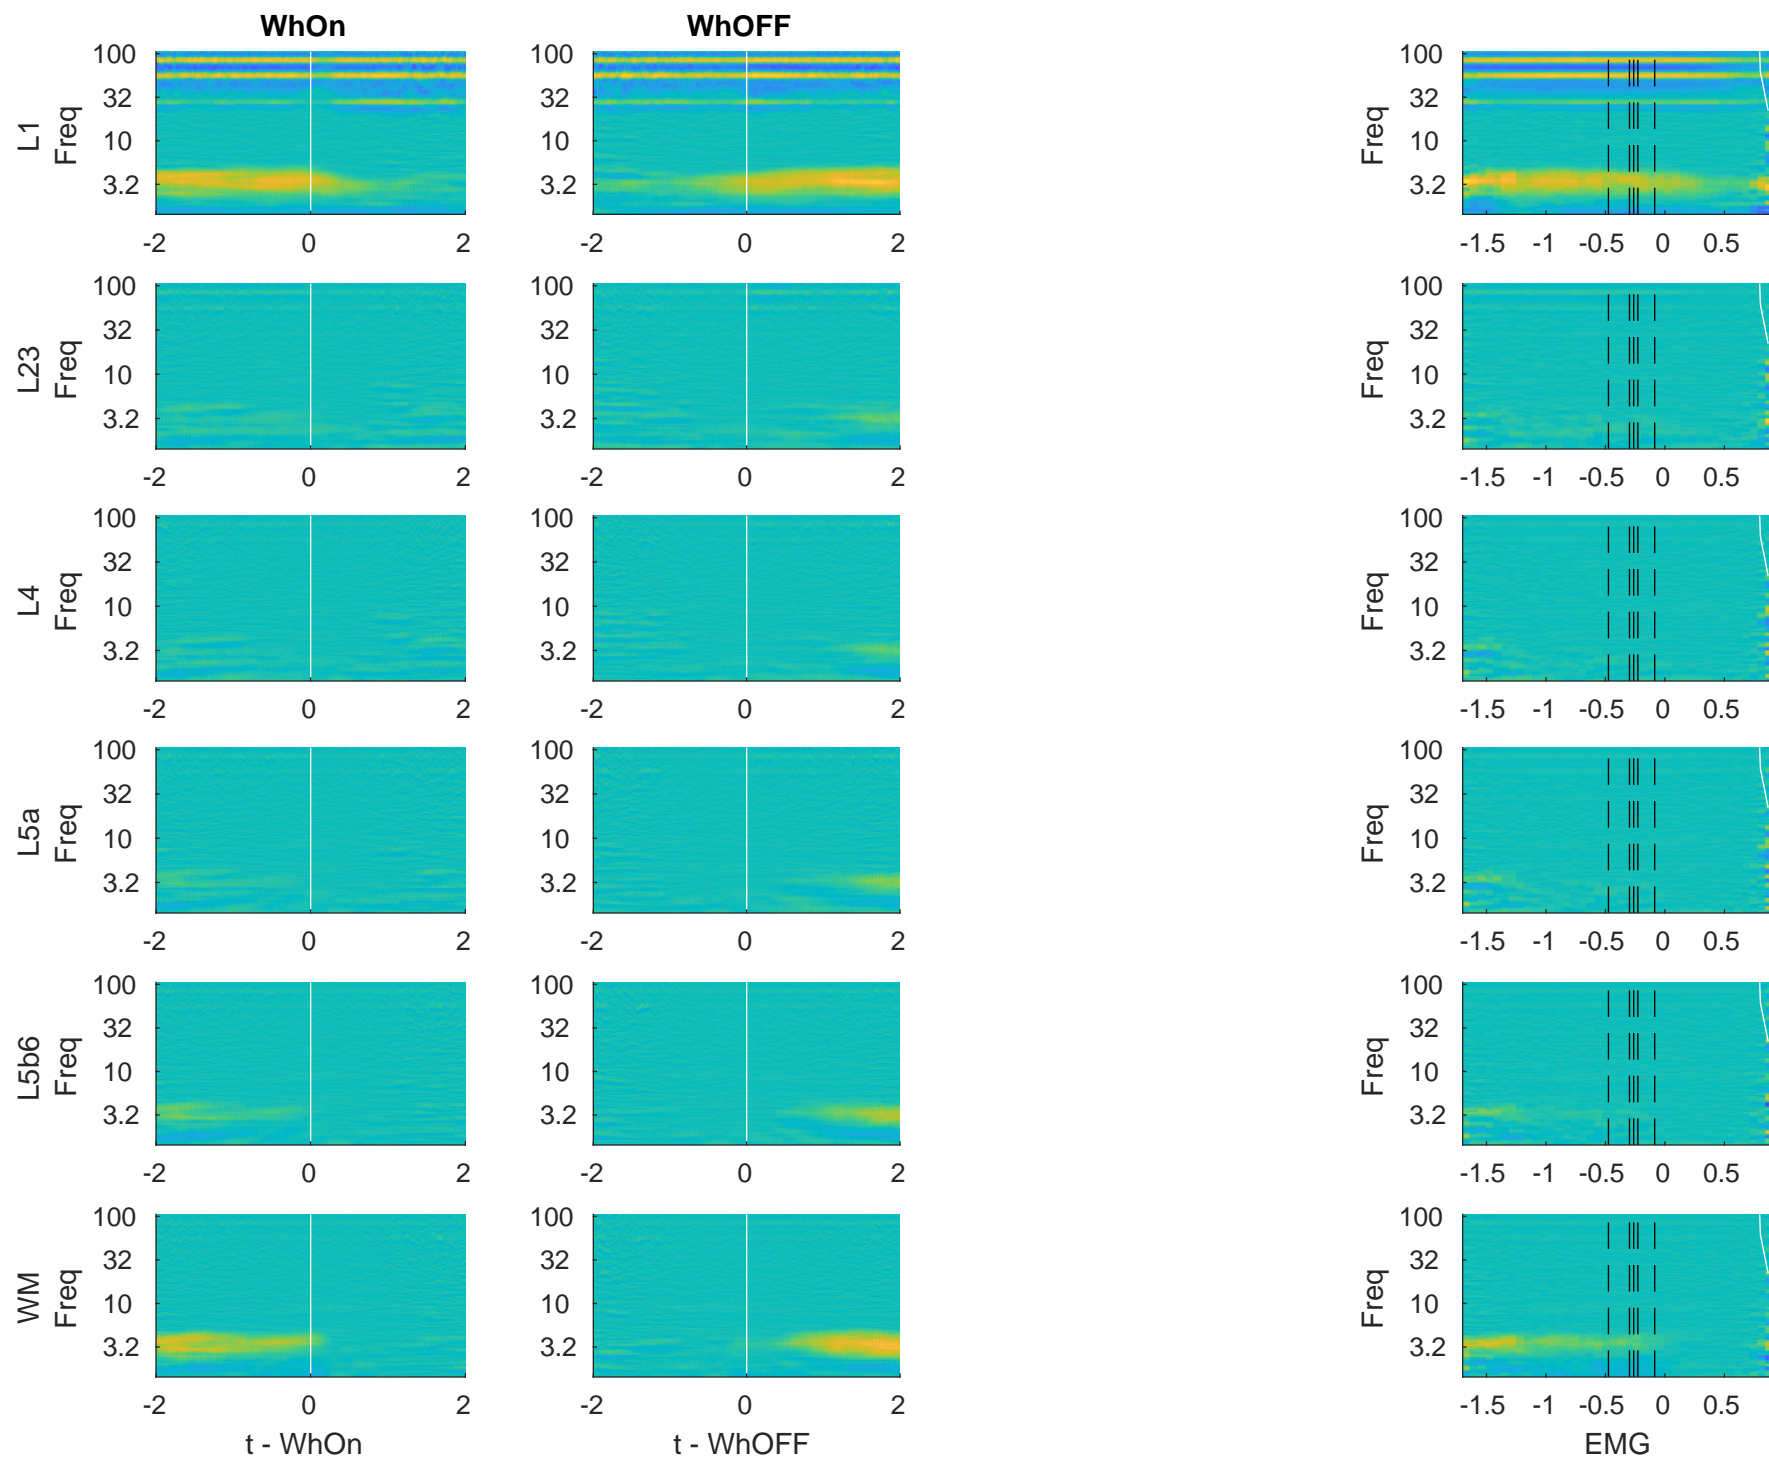 WhOn WhOFF
L1 Freq 100 32 10 3.2 -2 0 2
100 32 10 3.2 -2 0 2
Freq 100 32 10 3.2 -1.5 -1 -0.5 0 0.5
L23 Freq 100 32 10 3.2 -2 0 2
100 32 10 3.2 -2 0 2
Freq 100 32 10 3.2 -1.5 -1 -0.5 0 0.5
L4 Freq 100 32 10 3.2 -2 0 2
100 32 10 3.2 -2 0 2
Freq 100 32 10 3.2 -1.5 -1 -0.5 0 0.5
L5a Freq 100 32 10 3.2 -2 0 2
100 32 10 3.2 -2 0 2
Freq 100 32 10 3.2 -1.5 -1 -0.5 0 0.5
L5b6 Freq 100 32 10 3.2 -2 0 2
100 32 10 3.2 -2 0 2
Freq 100 32 10 3.2 -1.5 -1 -0.5 0 0.5
WM Freq 100 32 10 3.2 -2 0 2
100 32 10 3.2 -2 0 2
Freq 100 32 10 3.2 -1.5 -1 -0.5 0 0.5
t - WhOn t - WhOFF EMG